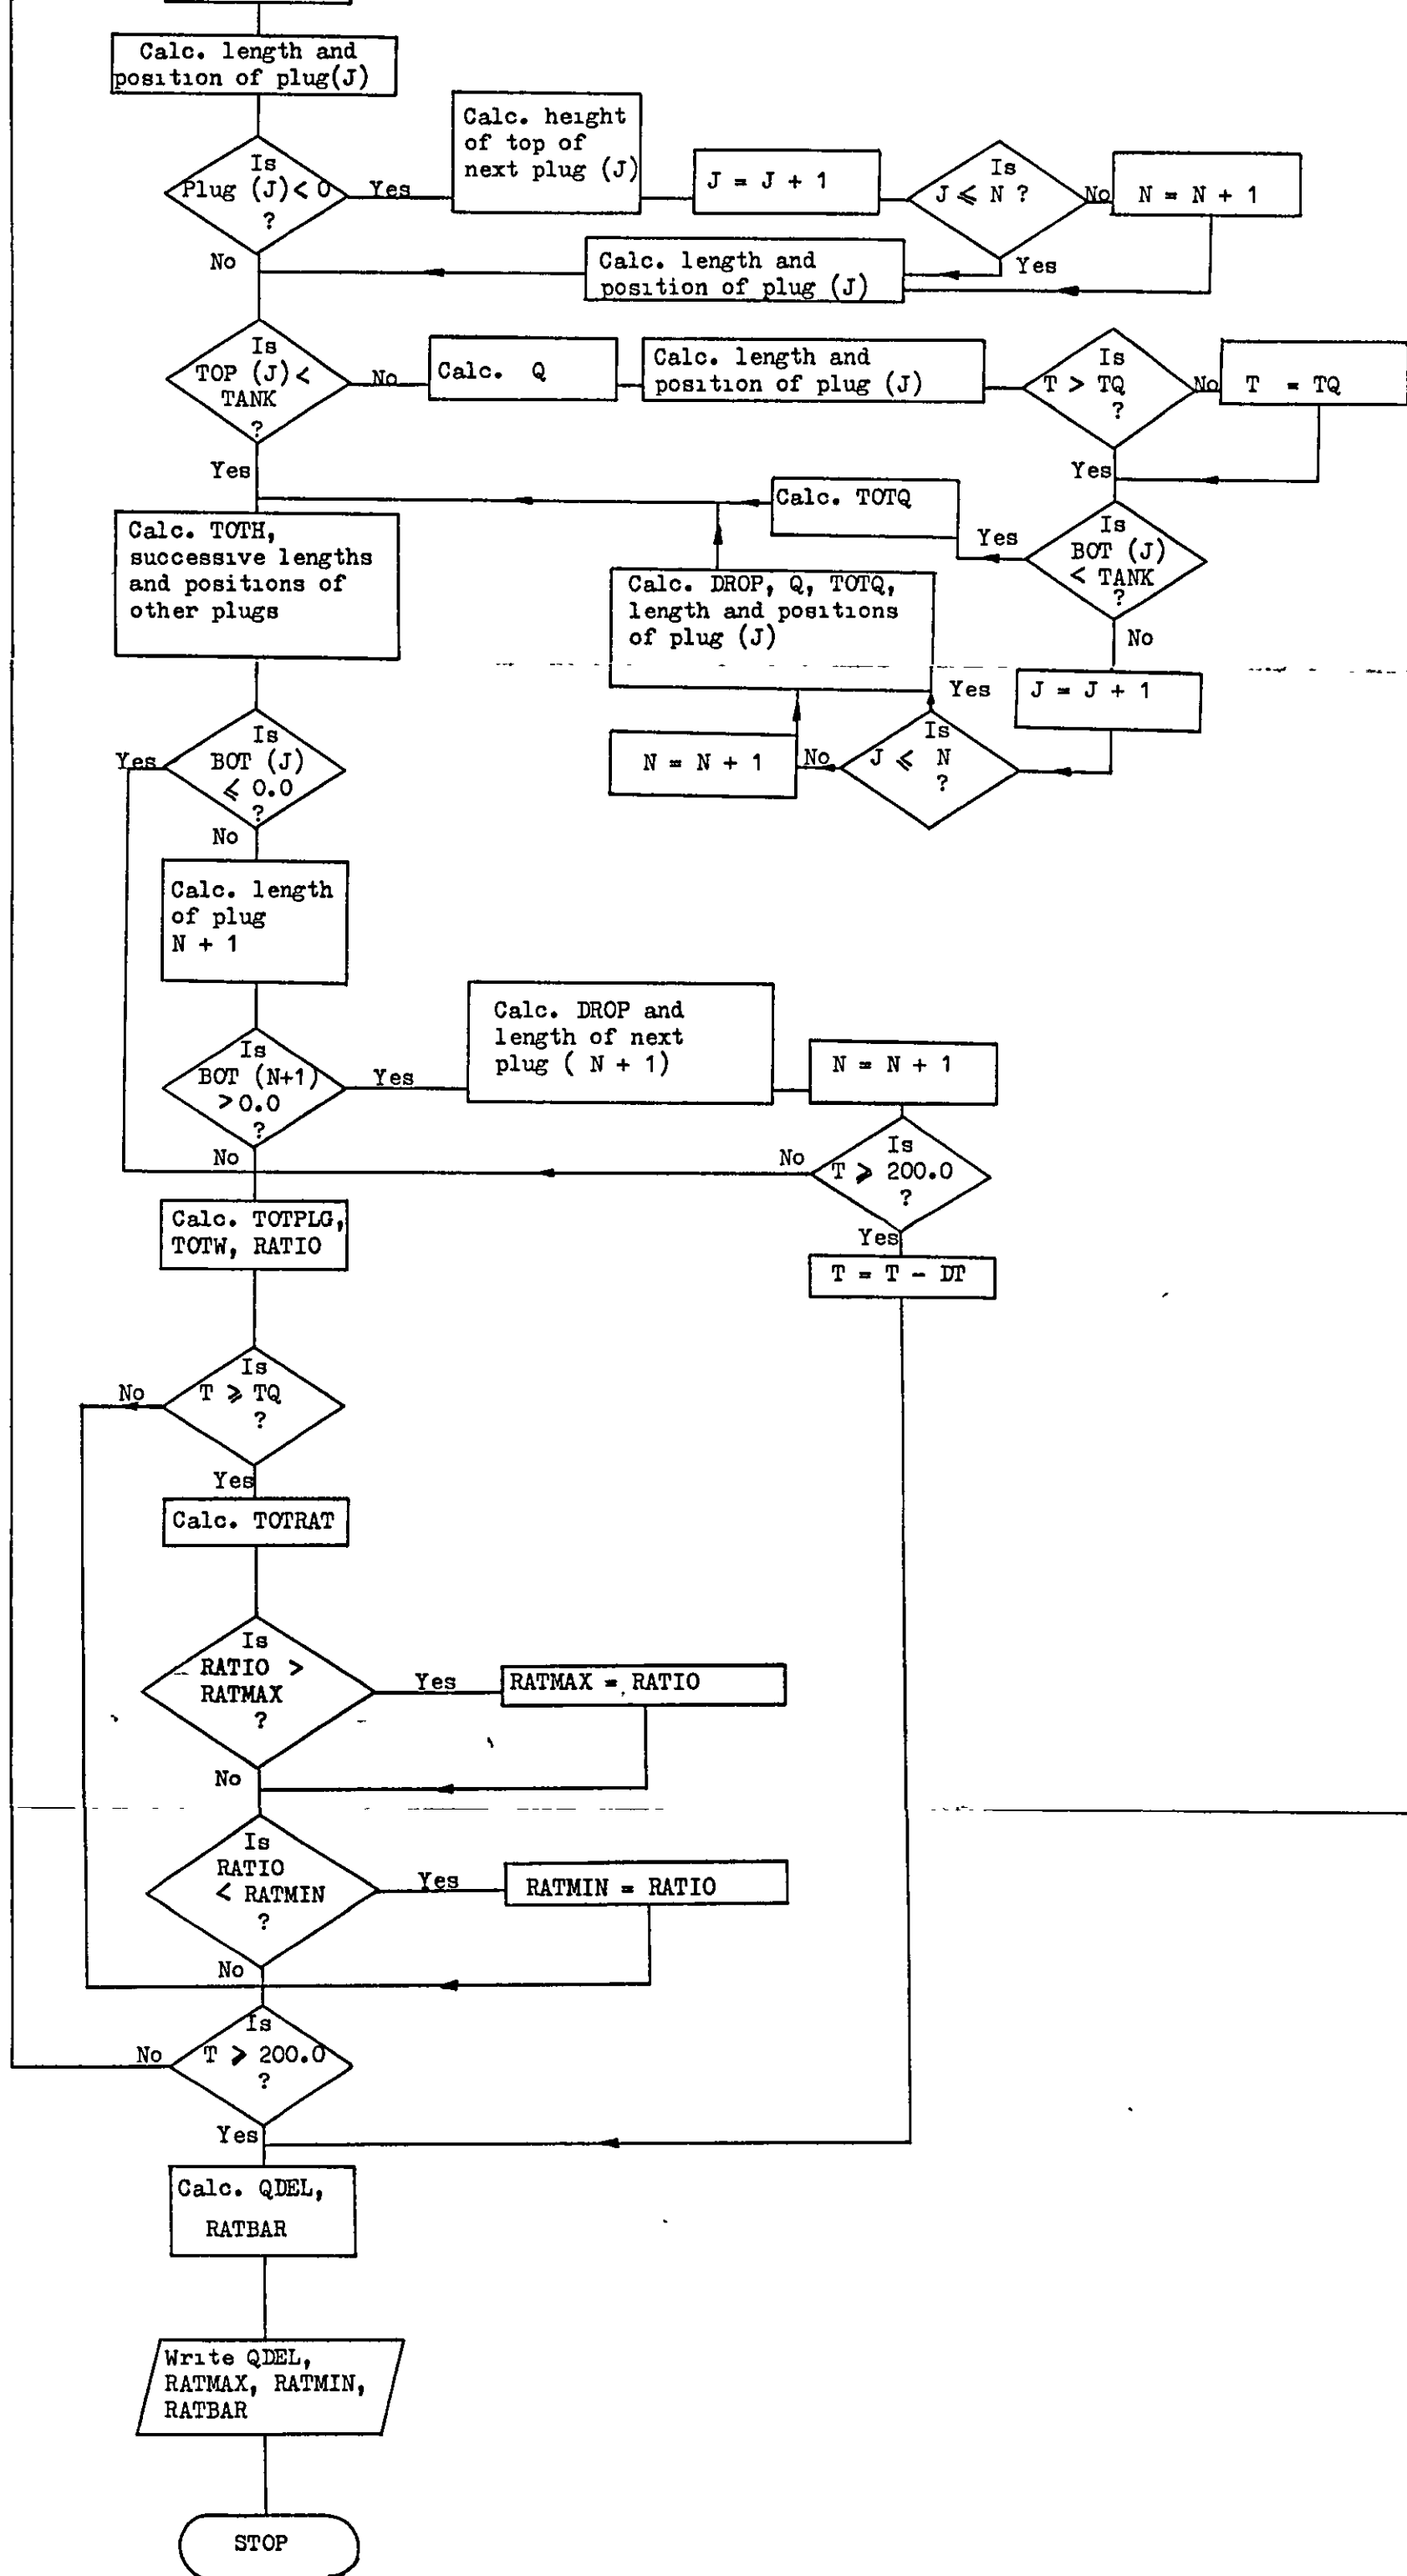 Calc. length and
position of plug(J)
Is
Plug (J) < 0
?
Yes
No
Calc. height
of top of
next plug (J)
J = J + 1
Is
J ⩽ N ?
No
Yes
N = N + 1
Calc. length and
position of plug (J)
Is
TOP (J) <
TANK
?
No
Yes
Calc. Q
Calc. length and
position of plug (J)
Is
T > TQ
?
No
Yes
T = TQ
Is
BOT (J)
< TANK
?
Yes
No
Calc. TOTQ
Calc. DROP, Q, TOTQ,
length and positions
of plug (J)
J = J + 1
Is
J ⩽ N
?
Yes
No
N = N + 1
Calc. TOTH,
successive lengths
and positions of
other plugs
Is
BOT (J)
⩽ 0.0
?
Yes
No
Calc. length
of plug
N + 1
Is
BOT (N+1)
> 0.0
?
Yes
No
Calc. DROP and
length of next
plug ( N + 1)
N = N + 1
Is
T ⩾ 200.0
?
No
Yes
T = T - DT
Calc. TOTPLG,
TOTW, RATIO
Is
T ⩾ TQ
?
No
Yes
Calc. TOTRAT
Is
RATIO >
RATMAX
?
Yes
No
RATMAX = RATIO
Is
RATIO
< RATMIN
?
Yes
No
RATMIN = RATIO
Is
T ⩾ 200.0
?
No
Yes
Calc. QDEL,
RATBAR
Write QDEL,
RATMAX, RATMIN,
RATBAR
STOP